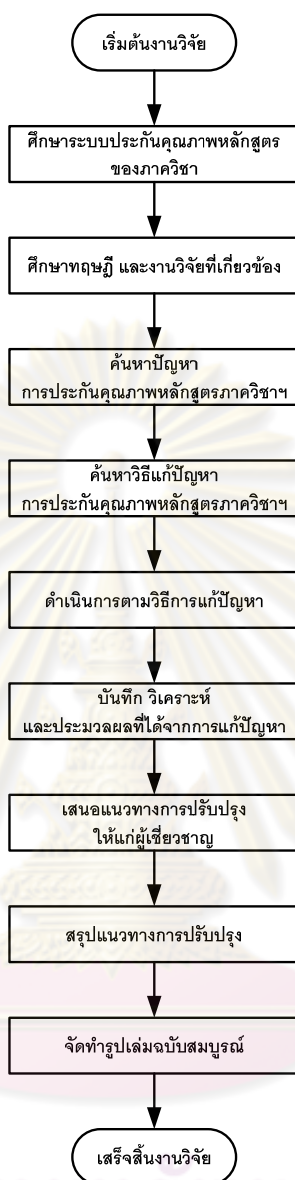 เริ่มต้นงานวิจัย
ศึกษาระบบประกันคุณภาพหลักสูตร
ของภาควิชา
ศึกษาทฤษฎี และงานวิจัยที่เกี่ยวข้อง
ค้นหาปัญหา
การประกันคุณภาพหลักสูตรภาควิชาฯ
ค้นหาวิธีแก้ปัญหา
การประกันคุณภาพหลักสูตรภาควิชาฯ
ดำเนินการตามวิธีการแก้ปัญหา
บันทึก วิเคราะห์
และประมวลผลที่ได้จากการแก้ปัญหา
เสนอแนวทางการปรับปรุง
ให้แก่ผู้เชี่ยวชาญ
สรุปแนวทางการปรับปรุง
จัดทำรูปเล่มฉบับสมบูรณ์
เสร็จสิ้นงานวิจัย